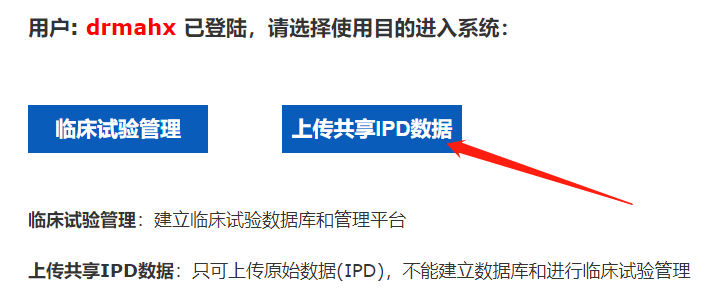 用户: drmahx 已登陆，请选择使用目的进入系统：
临床试验管理
上传共享IPD数据
临床试验管理：建立临床试验数据库和管理平台
上传共享IPD数据：只可上传原始数据(IPD)，不能建立数据库和进行临床试验管理